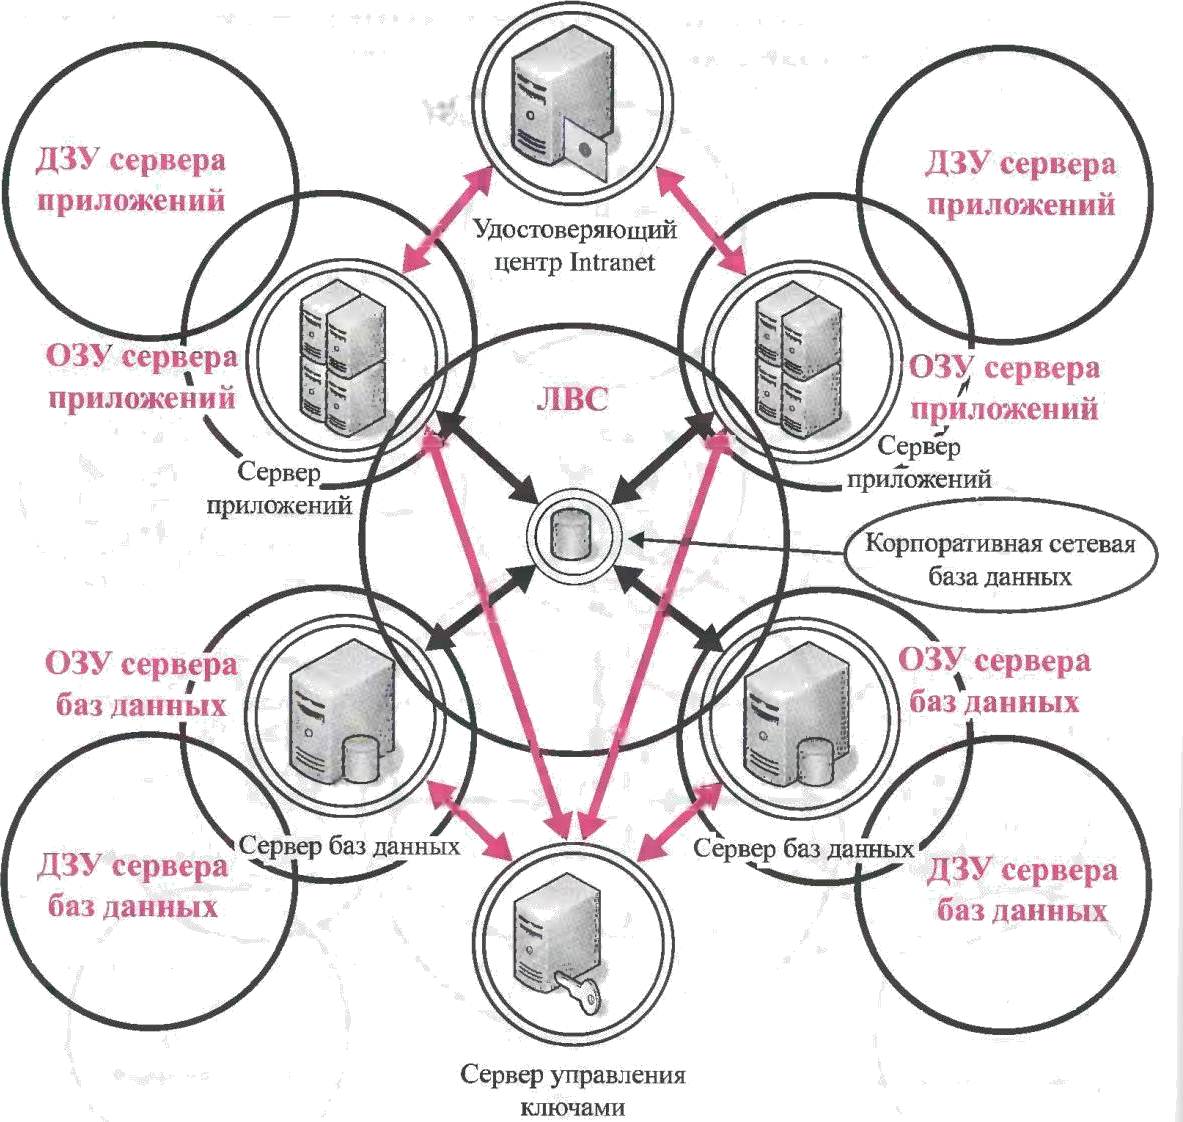 ДЗУ сервера
приложений
ДЗУ сервера
приложений
Удостоверяющий
центр Intranet
ОЗУ сервера
приложений
ЛВС
ОЗУ сервера
приложений
Сервер
приложений
Сервер
приложений
Корпоративная сетевая
база данных
ОЗУ сервера
баз данных
ОЗУ сервера
баз данных
Сервер баз данных
Сервер баз данных
ДЗУ сервера
баз данных
ДЗУ сервера
баз данных
Сервер управления
ключами